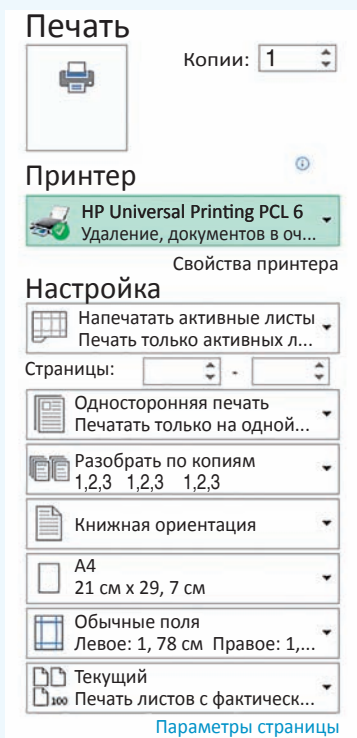 Печать
Копии: 1
Принтер
HP Universal Printing PCL 6
Удаление, документов в оч...
Свойства принтера
Настройка
Напечатать активные листы
Печать только активных л...
Страницы: -
Односторонняя печать
Печатать только на одной...
Разобрать по копиям
1,2,3 1,2,3 1,2,3
Книжная ориентация
A4
21 см x 29, 7 см
Обычные поля
Левое: 1, 78 см Правое: 1,...
Текущий
100 Печать листов с фактическ...
Параметры страницы